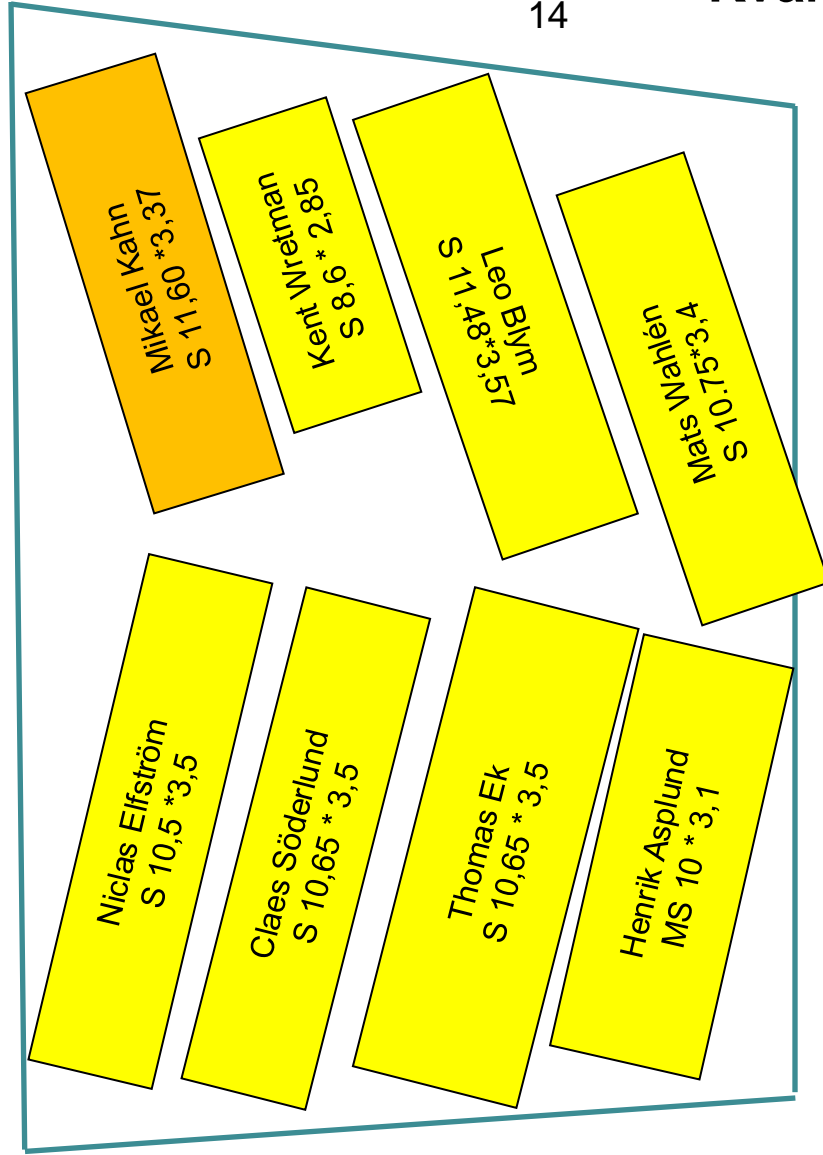 14
Mikael Kahn
S 11,60 *3,37
Kent Wretman
S 8,6 * 2,85
Leo Blym
S 11,48*3,57
Mats Wahlén
S 10.75*3,4
Niclas Elfström
S 10,5 *3,5
Claes Söderlund
S 10,65 * 3,5
Thomas Ek
S 10,65 * 3,5
Henrik Asplund
MS 10 * 3,1